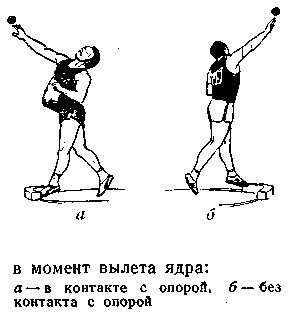 а б
в момент вылета ядра:
а — в контакте с опорой, б — без
контакта с опорой